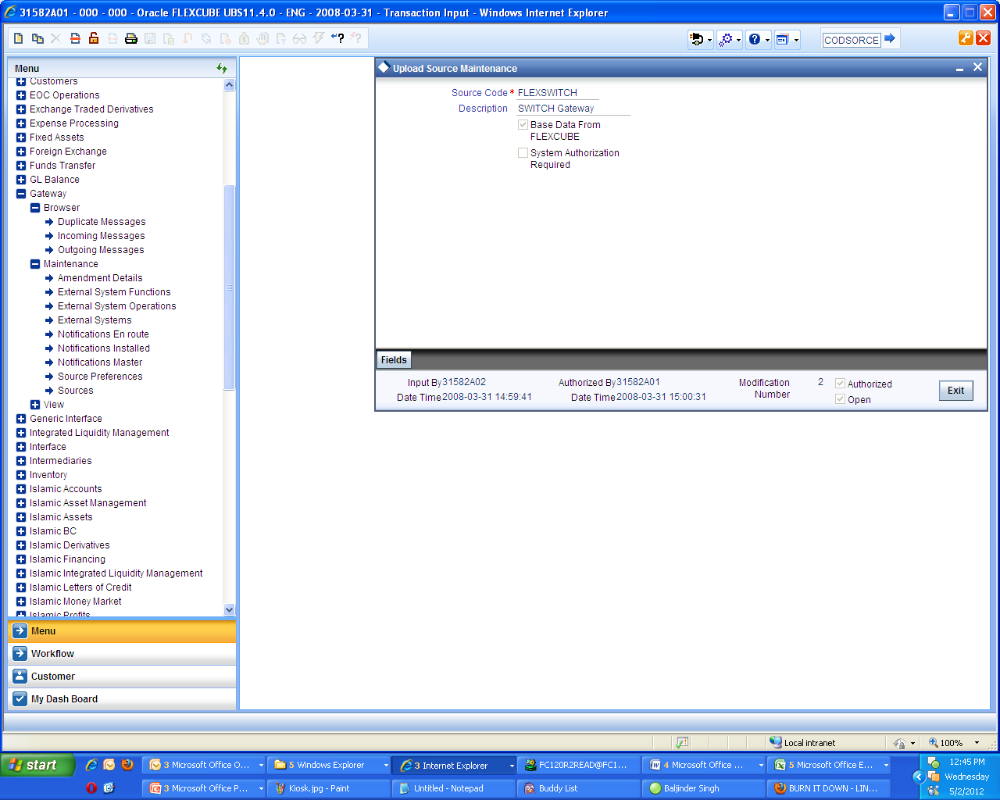 31582A01 - 000 - 000 - Oracle FLEXCUBE UBS11.4.0 - ENG - 2008-03-31 - Transaction Input - Windows Internet Explorer
CODSORCE
Menu
Customers
EOC Operations
Exchange Traded Derivatives
Expense Processing
Fixed Assets
Foreign Exchange
Funds Transfer
GL Balance
Gateway
Browser
Duplicate Messages
Incoming Messages
Outgoing Messages
Maintenance
Amendment Details
External System Functions
External System Operations
External Systems
Notifications En route
Notifications Installed
Notifications Master
Source Preferences
Sources
View
Generic Interface
Integrated Liquidity Management
Interface
Intermediaries
Inventory
Islamic Accounts
Islamic Asset Management
Islamic Assets
Islamic BC
Islamic Derivatives
Islamic Financing
Islamic Integrated Liquidity Management
Islamic Letters of Credit
Islamic Money Market
Islamic Profits
Menu
Workflow
Customer
My Dash Board
Upload Source Maintenance
Source Code * FLEXSWITCH
Description SWITCH Gateway
Base Data From
FLEXCUBE
System Authorization
Required
Fields
Input By 31582A02 Authorized By 31582A01 Modification Number 2 Authorized
Date Time 2008-03-31 14:59:41 Date Time 2008-03-31 15:00:31 Open
Exit
Local intranet 100%
start
3 Microsoft Office O... 5 Windows Explorer 3 Internet Explorer FC120R2READ@FC1... 4 Microsoft Office ... 5 Microsoft Office E...
3 Microsoft Office P... Kiosk.jpg - Paint Untitled - Notepad Buddy List Baljinder Singh BURN IT DOWN - LIN...
12:45 PM
Wednesday
5/2/2012